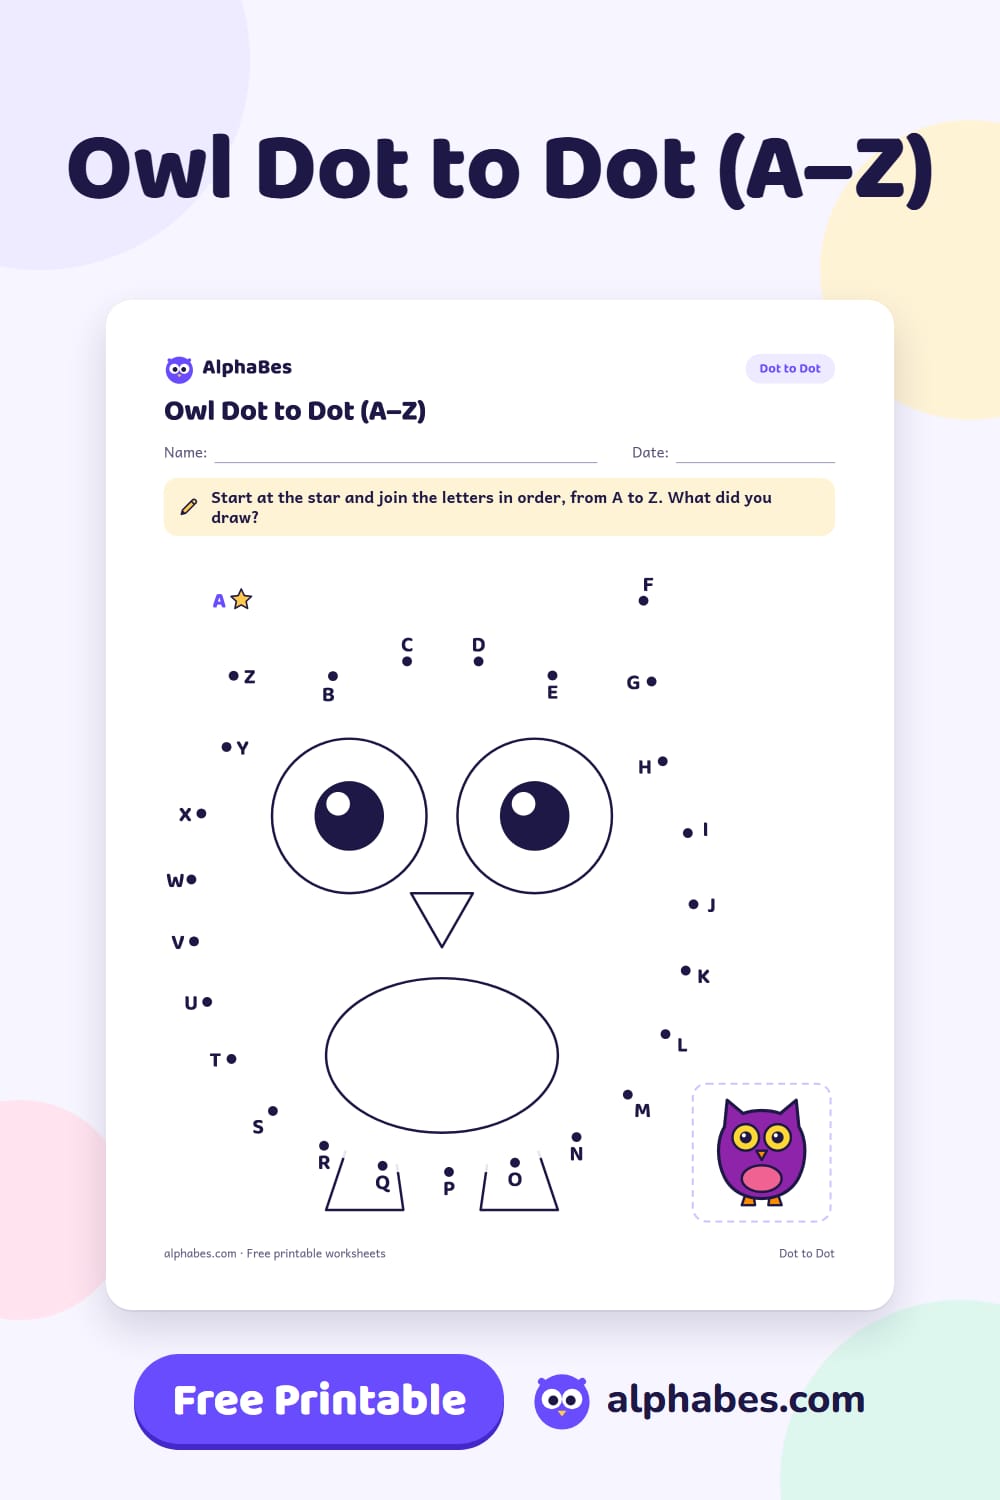 Owl Dot to Dot (A–Z)
AlphaBes
Dot to Dot
Owl Dot to Dot (A–Z)
Name:
Date:
Start at the star and join the letters in order, from A to Z. What did you
draw?
F
A
C
D
Z
B
E
G
Y
H
X
I
W
J
V
K
U
L
T
M
S
N
R
Q
P
O
alphabes.com · Free printable worksheets
Dot to Dot
Free Printable
alphabes.com